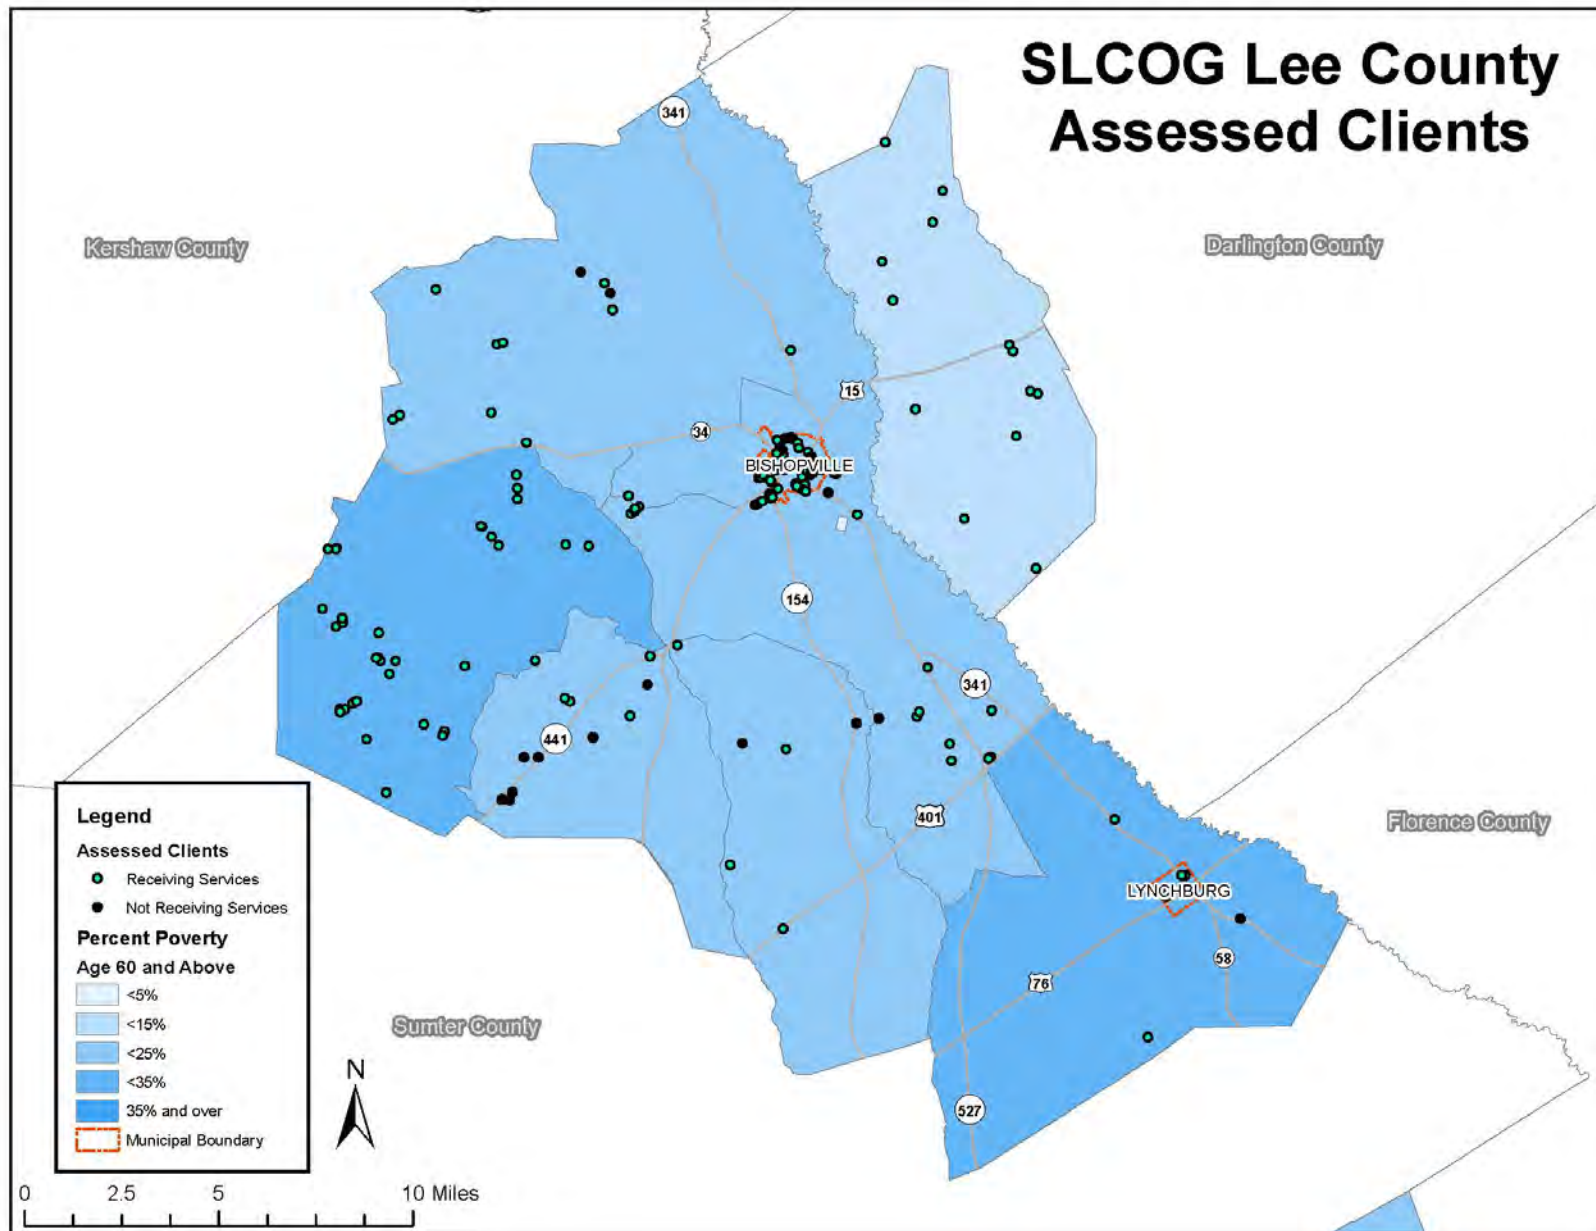 SLCOG Lee County
Assessed Clients
341
Kershaw County
Darlington County
15
34
BISHOPVILLE
154
341
441
401
Florence County
LYNCHBURG
58
76
Sumter County
527
Legend
Assessed Clients
Receiving Services
Not Receiving Services
Percent Poverty
Age 60 and Above
<5%
<15%
<25%
<35%
35% and over
Municipal Boundary
N
0 2.5 5 10 Miles